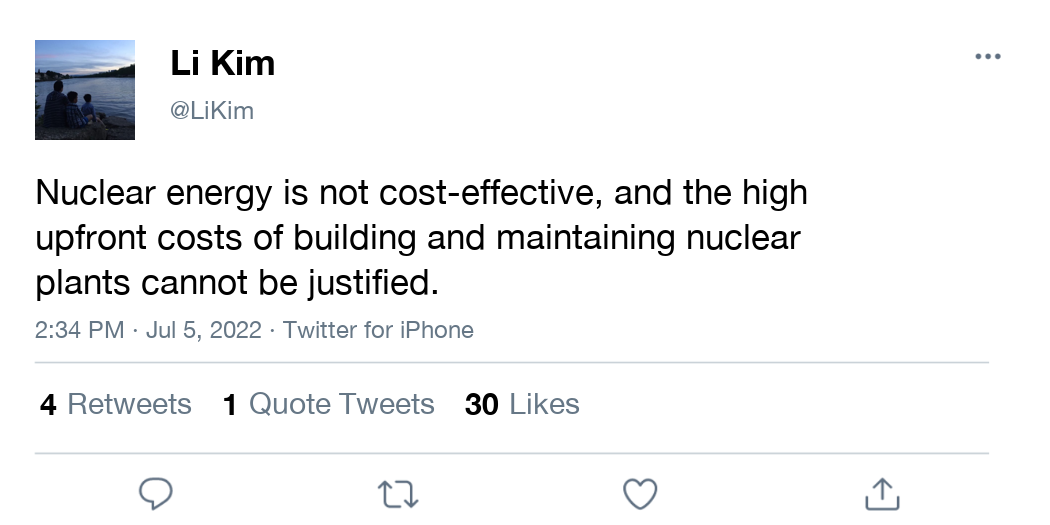 Li Kim
@LiKim
Nuclear energy is not cost-effective, and the high
upfront costs of building and maintaining nuclear
plants cannot be justified.
2:34 PM · Jul 5, 2022 · Twitter for iPhone
4 Retweets 1 Quote Tweets 30 Likes